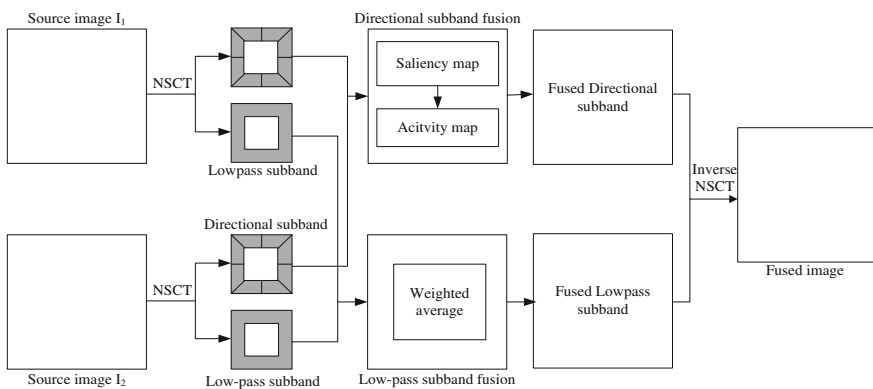 Source image I₁
Directional subband fusion
NSCT
Lowpass subband
Saliency map
Acitvity map
Fused Directional
subband
Inverse
NSCT
Fused image
Directional subband
NSCT
Source image I₂
Low-pass subband
Weighted
average
Low-pass subband fusion
Fused Lowpass
subband